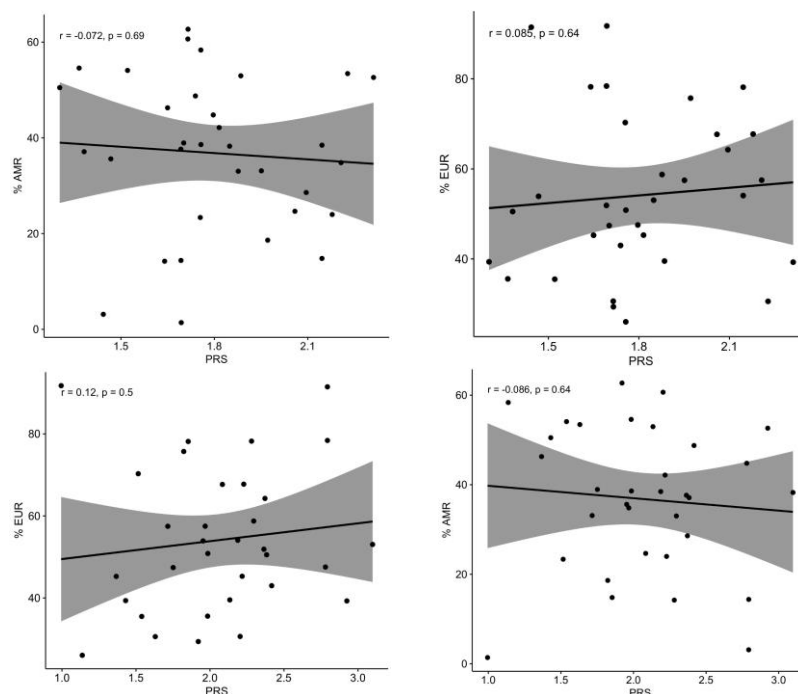 r = -0.072, p = 0.69
60
40
20
0
% AMR
1.5
1.8
2.1
PRS
r = 0.085, p = 0.64
80
60
40
% EUR
1.5
1.8
2.1
PRS
r = 0.12, p = 0.5
80
60
40
% EUR
1.0
1.5
2.0
2.5
3.0
PRS
r = -0.086, p = 0.64
60
40
20
0
% AMR
1.0
1.5
2.0
2.5
3.0
PRS